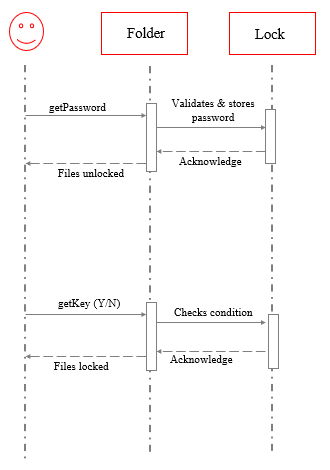 Folder
Lock
getPassword
Validates & stores
password
Acknowledge
Files unlocked
getKey (Y/N)
Checks condition
Acknowledge
Files locked